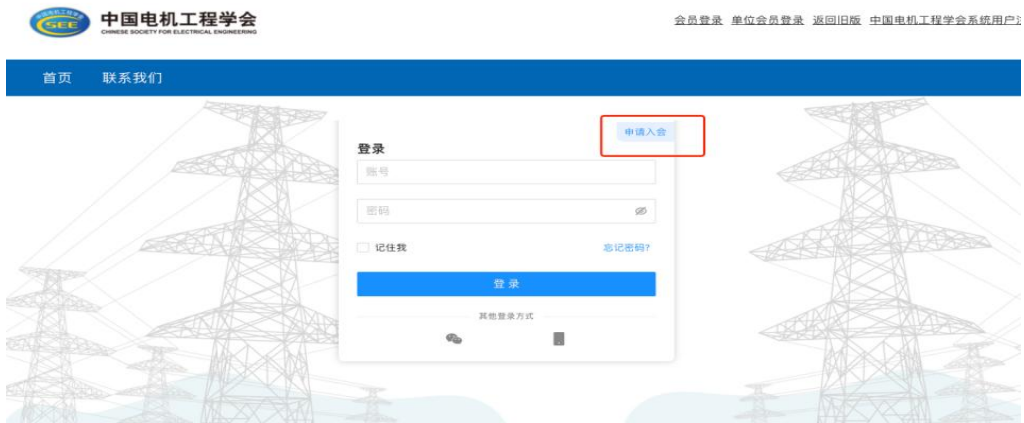 CSEE
中国电机工程学会
CHINESE SOCIETY FOR ELECTRICAL ENGINEERING
会员登录 单位会员登录 返回旧版 中国电机工程学会系统用户
首页 联系我们
申请入会
登录
账号
密码
记住我 忘记密码?
登 录
其他登录方式